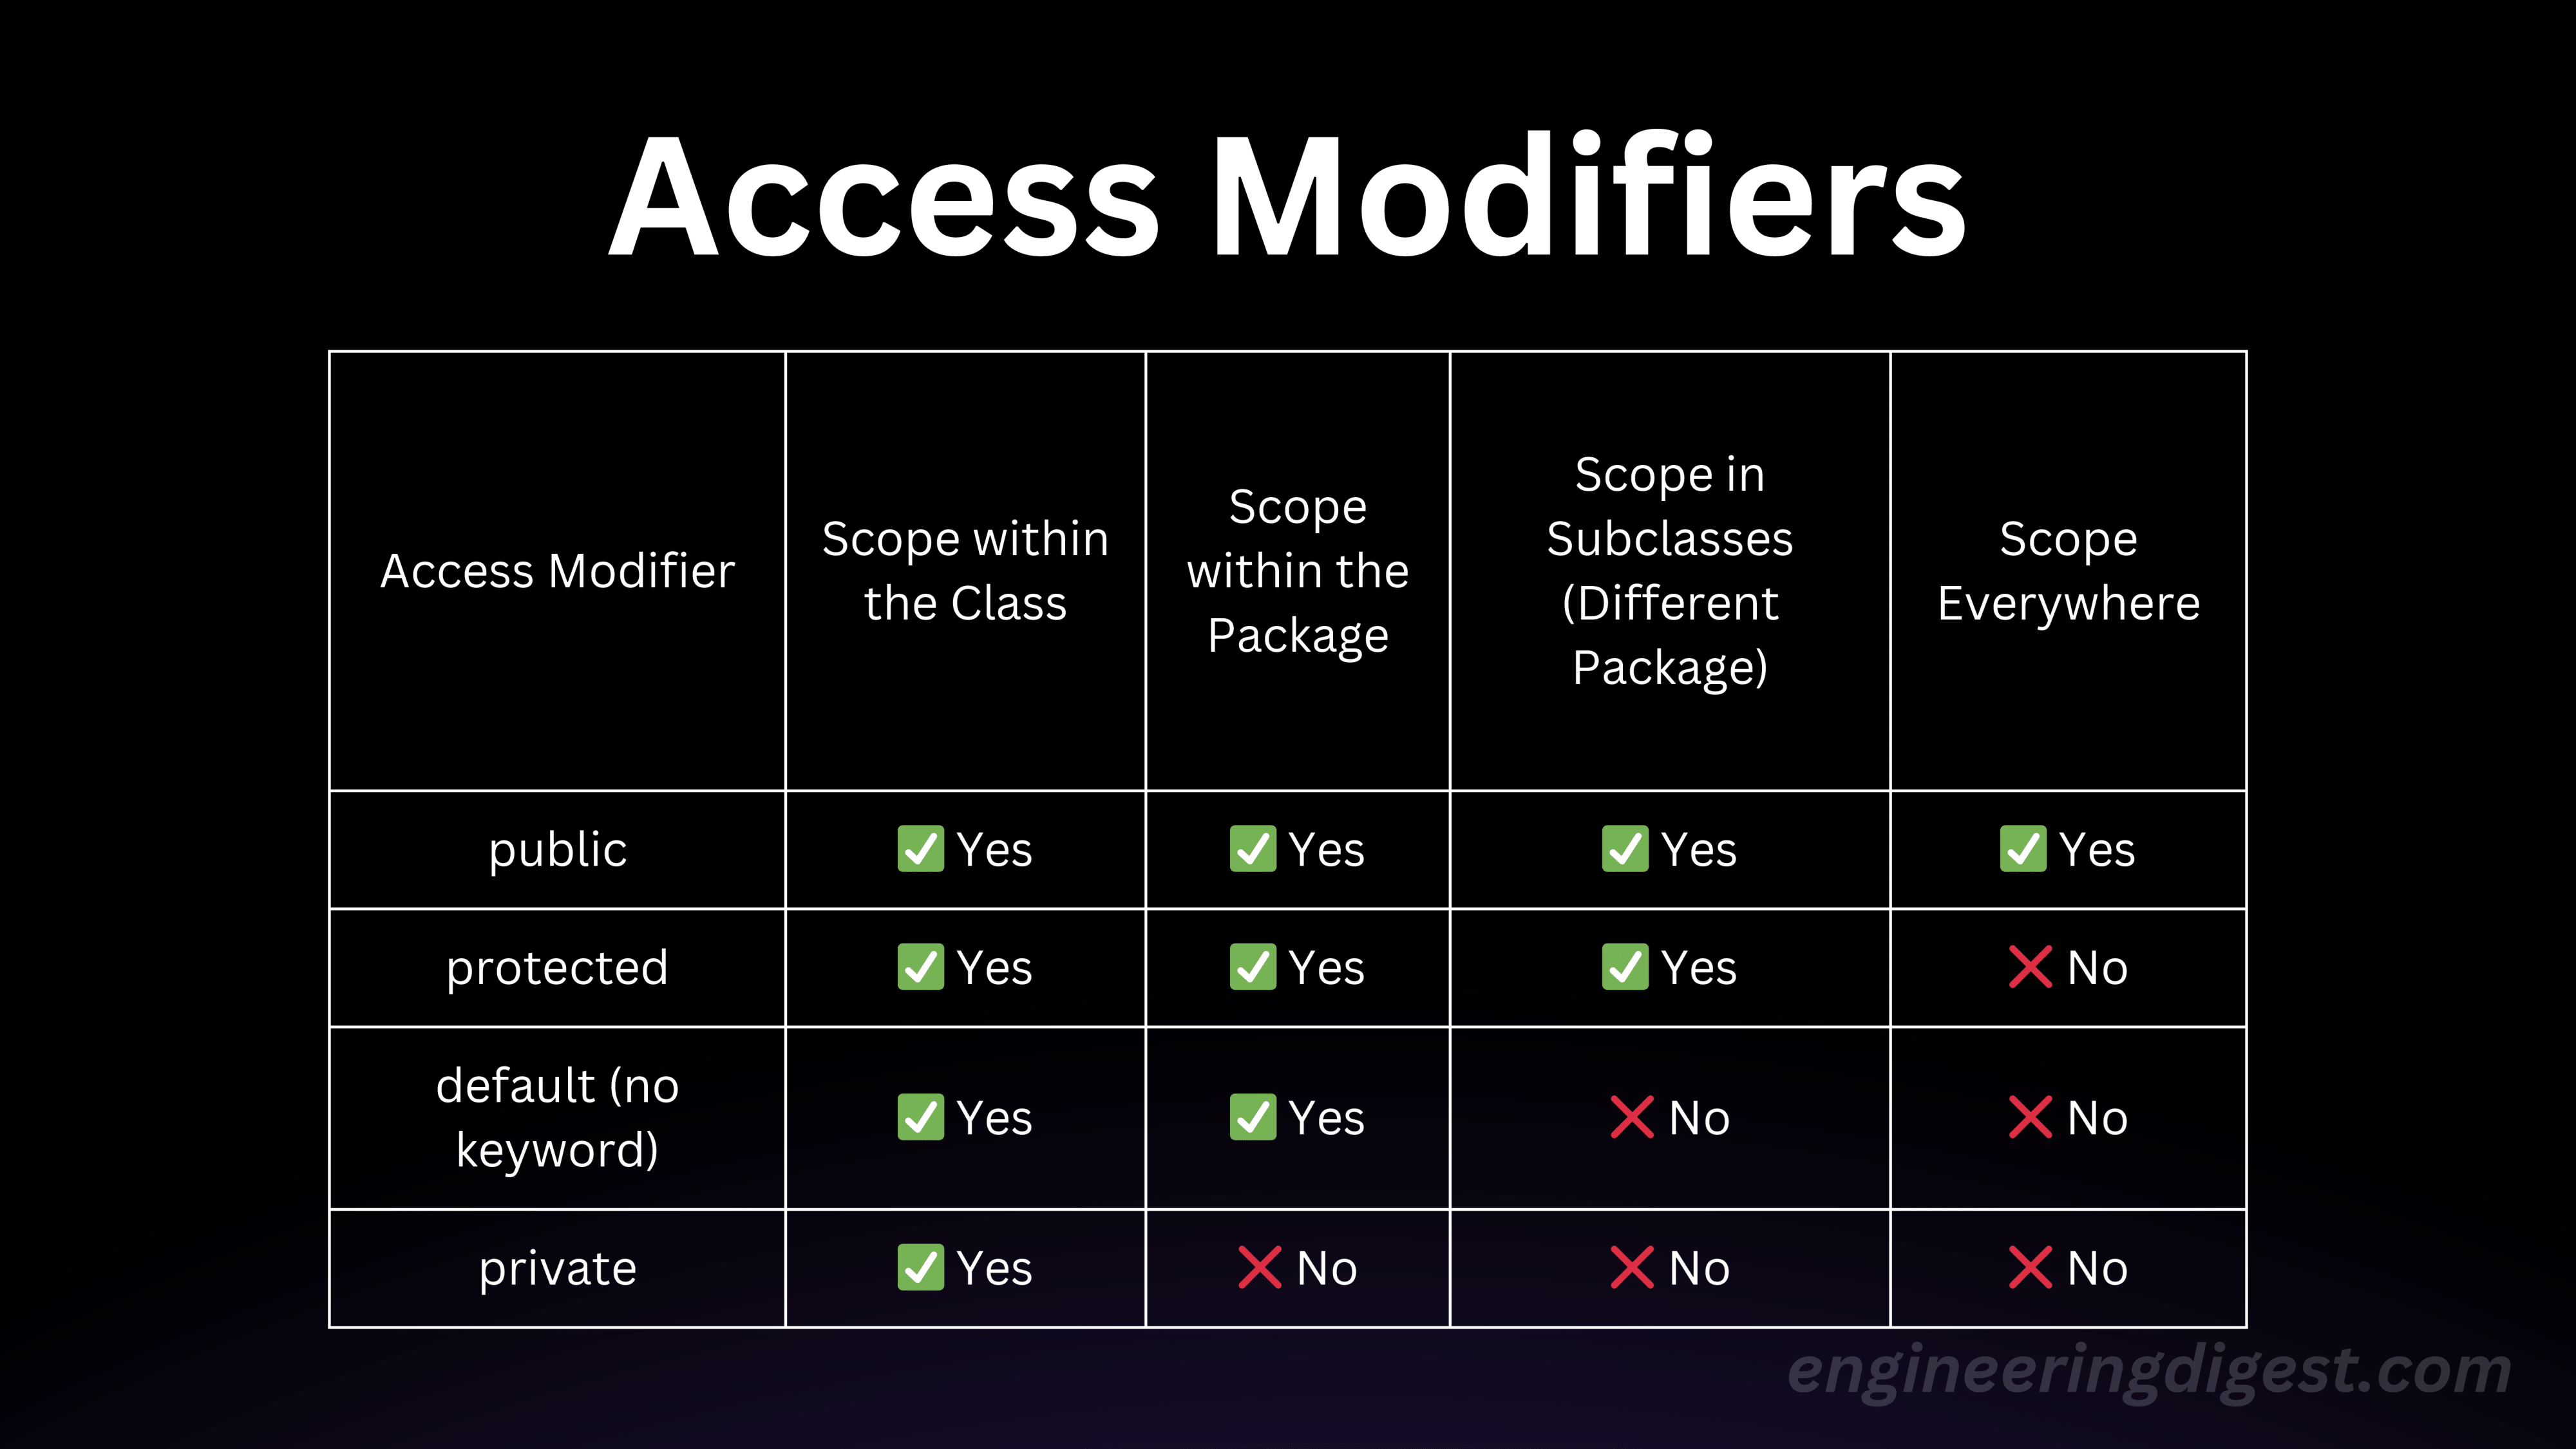 Access Modifiers
Access Modifier
Scope within
the Class
Scope
within the
Package
Scope in
Subclasses
(Different
Package)
Scope
Everywhere
public
✅ Yes
✅ Yes
✅ Yes
✅ Yes
protected
✅ Yes
✅ Yes
✅ Yes
❌ No
default (no
keyword)
✅ Yes
✅ Yes
❌ No
❌ No
private
✅ Yes
❌ No
❌ No
❌ No
engineeringdigest.com